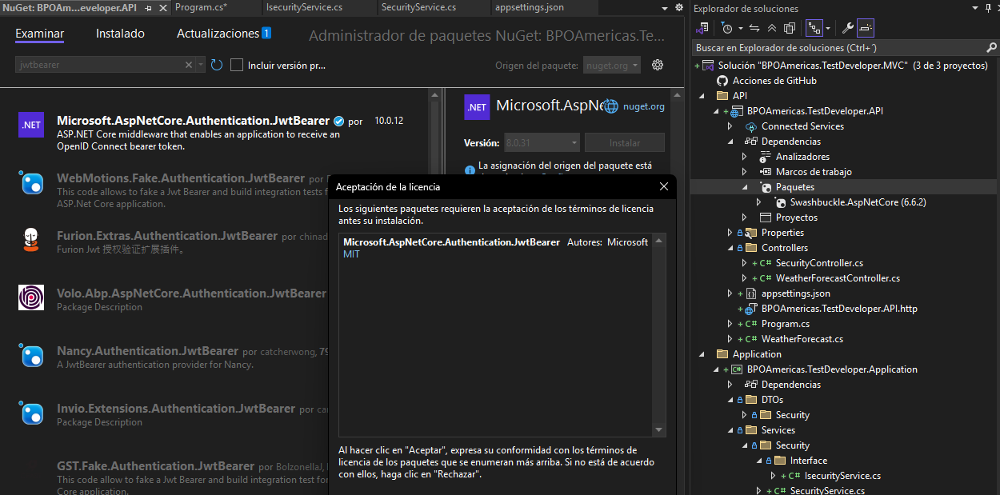 NuGet: BPOAm...eveloper.API
Program.cs*
IsecurityService.cs
SecurityService.cs
appsettings.json
Examinar
Instalado
Actualizaciones 1
Administrador de paquetes NuGet: BPOAmericas.Te...
jwtbearer
Incluir versión pr...
Origen del paquete:
nuget.org
.NET
Microsoft.AspNetCore.Authentication.JwtBearer
por
10.0.12
ASP.NET Core middleware that enables an application to receive an
OpenID Connect bearer token.
WebMotions.Fake.Authentication.JwtBearer por
This code allows to fake a Jwt Bearer and build integration tests f
ASP.Net Core application.
Furion.Extras.Authentication.JwtBearer por chinad
Furion Jwt 授权验证扩展插件。
Volo.Abp.AspNetCore.Authentication.JwtBearer
Package Description
Nancy.Authentication.JwtBearer por catcherwong, 79
A JwtBearer authentication provider for Nancy.
Invio.Extensions.Authentication.JwtBearer por
Package Description
GST.Fake.Authentication.JwtBearer por BolzonellaJ,
This code allow to fake a Jwt Bearer and build integration test for
Core application.
.NET
Microsoft.AspNe
nuget.org
Versión:
8.0.31
Instalar
La asignación del origen del paquete está
Aceptación de la licencia
Los siguientes paquetes requieren la aceptación de los términos de licencia
antes su instalación.
Microsoft.AspNetCore.Authentication.JwtBearer Autores: Microsoft
MIT
Al hacer clic en "Aceptar", expresa su conformidad con los términos de
licencia de los paquetes que se enumeran más arriba. Si no está de acuerdo
con ellos, haga clic en "Rechazar".
Explorador de soluciones
Buscar en Explorador de soluciones (Ctrl+´)
Solución "BPOAmericas.TestDeveloper.MVC" (3 de 3 proyectos)
Acciones de GitHub
API
BPOAmericas.TestDeveloper.API
Connected Services
Dependencias
Analizadores
Marcos de trabajo
Paquetes
Swashbuckle.AspNetCore (6.6.2)
Proyectos
Properties
Controllers
C# SecurityController.cs
C# WeatherForecastController.cs
appsettings.json
BPOAmericas.TestDeveloper.API.http
C# Program.cs
C# WeatherForecast.cs
Application
C# BPOAmericas.TestDeveloper.Application
Dependencias
DTOs
Security
Services
Security
Interface
C# IsecurityService.cs
C# SecurityService.cs